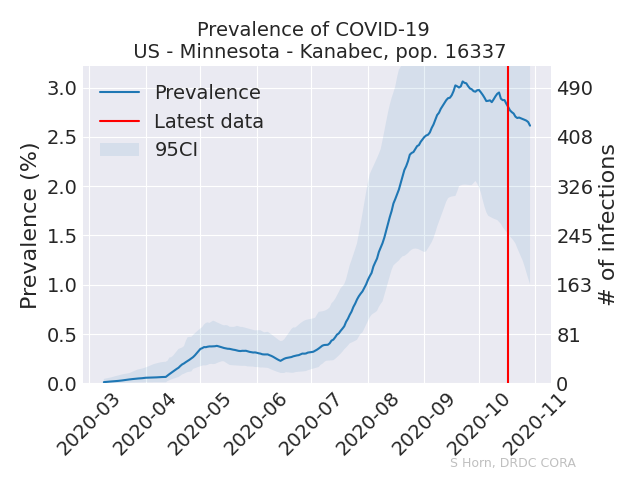 Prevalence of COVID-19
US - Minnesota - Kanabec, pop. 16337
Prevalence
Latest data
95CI
Prevalence (%)
3.0
2.5
2.0
1.5
1.0
0.5
0.0
490
408
326
245
163
81
0
# of infections
2020-03
2020-04
2020-05
2020-06
2020-07
2020-08
2020-09
2020-10
2020-11
S Horn, DRDC CORA